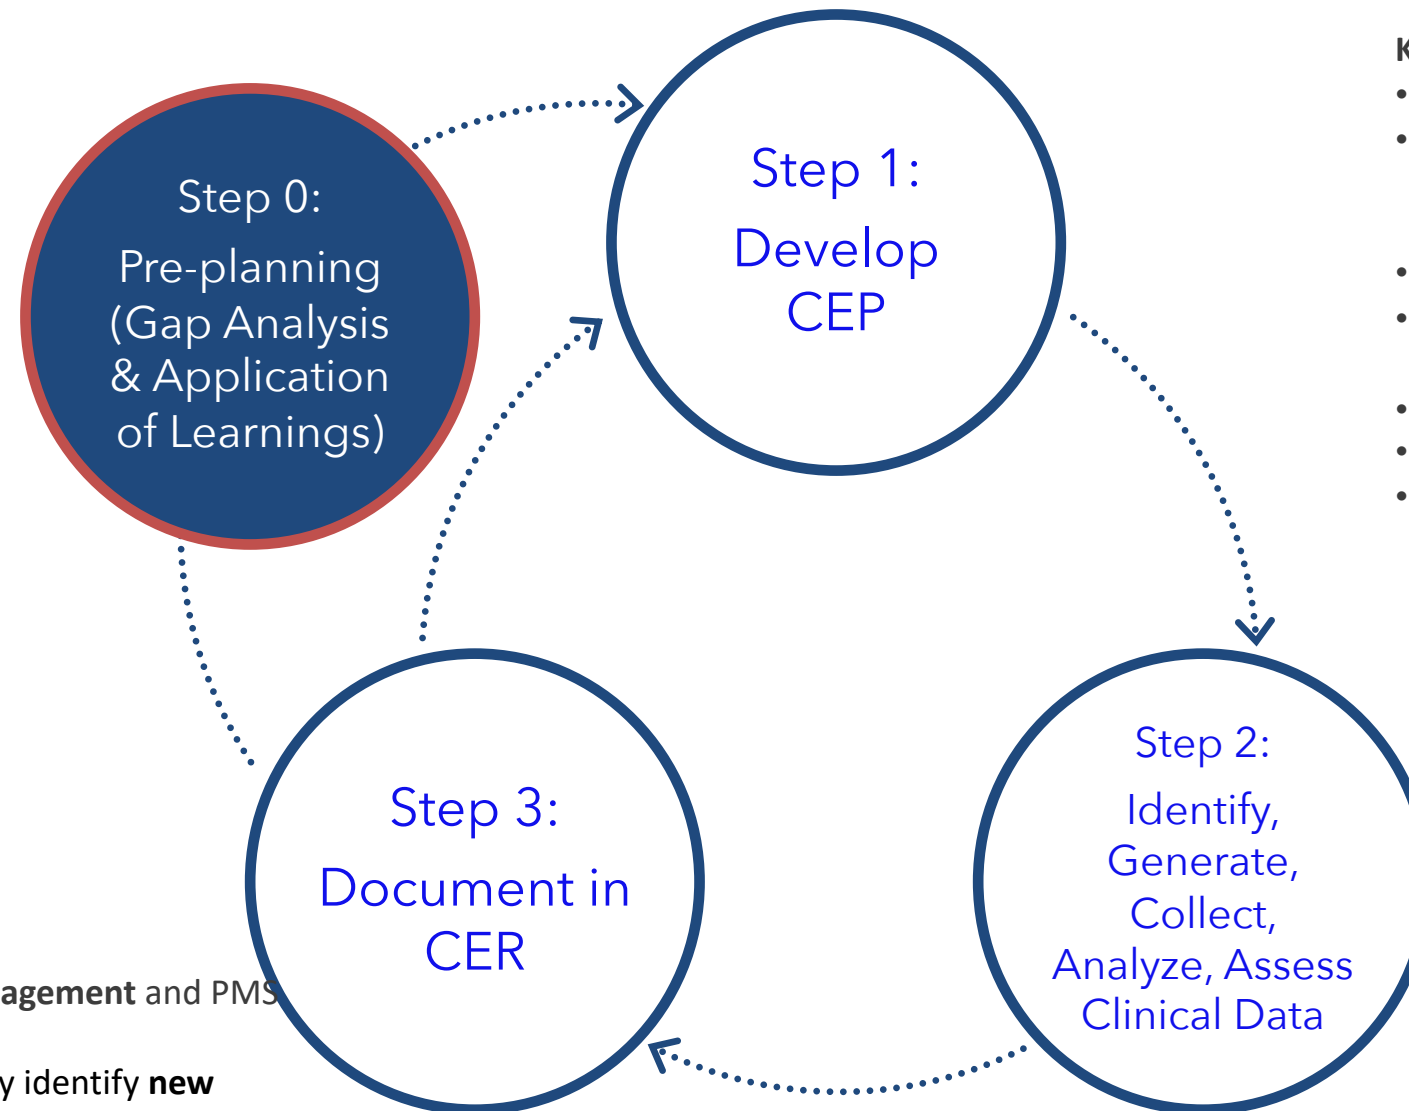 Step 0:
Pre-planning
(Gap Analysis
& Application
of Learnings)
Step 1:
Develop
CEP
Step 2:
Identify,
Generate,
Collect,
Analyze, Assess
Clinical Data
Step 3:
Document in
CER
agement and PMS
y identify new
K